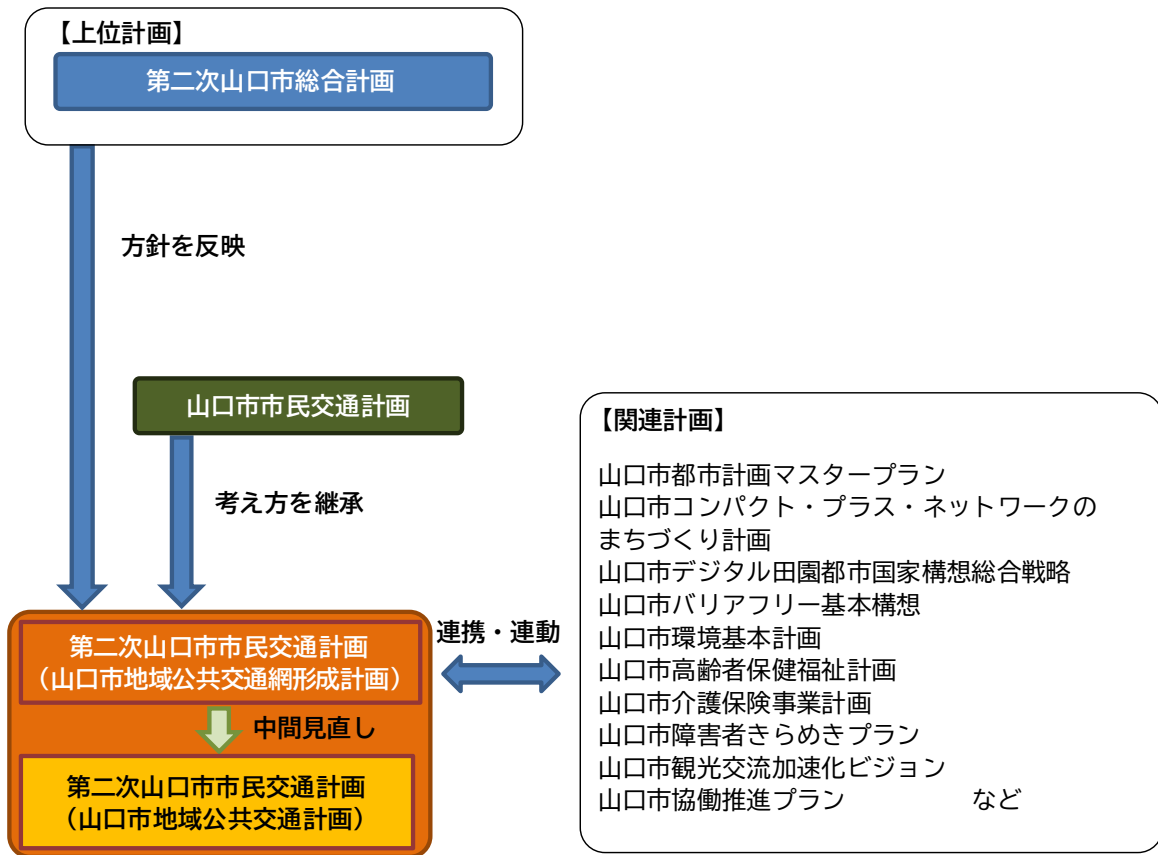 【上位計画】
第二次山口市総合計画
方針を反映
山口市市民交通計画
考え方を継承
第二次山口市市民交通計画
（山口市地域公共交通網形成計画）
中間見直し
第二次山口市市民交通計画
（山口市地域公共交通計画）
連携・連動
【関連計画】
山口市都市計画マスタープラン
山口市コンパクト・プラス・ネットワークの
まちづくり計画
山口市デジタル田園都市国家構想総合戦略
山口市バリアフリー基本構想
山口市環境基本計画
山口市高齢者保健福祉計画
山口市介護保険事業計画
山口市障害者きらめきプラン
山口市観光交流加速化ビジョン
山口市協働推進プラン　　　　　など